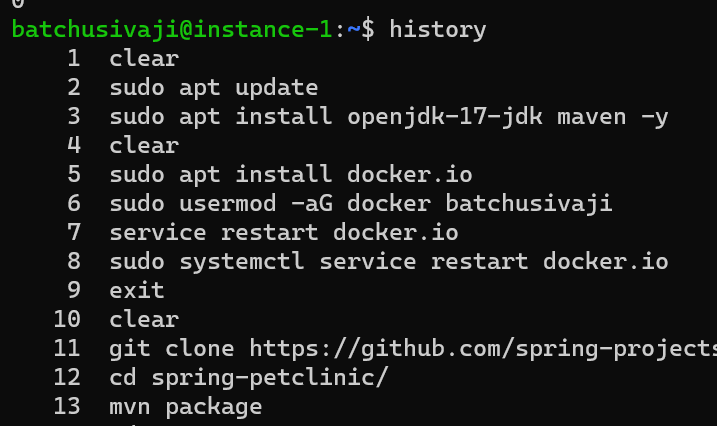 batchusivaji@instance-1:~$ history
1 clear
2 sudo apt update
3 sudo apt install openjdk-17-jdk maven -y
4 clear
5 sudo apt install docker.io
6 sudo usermod -aG docker batchusivaji
7 service restart docker.io
8 sudo systemctl service restart docker.io
9 exit
10 clear
11 git clone https://github.com/spring-projects
12 cd spring-petclinic/
13 mvn package